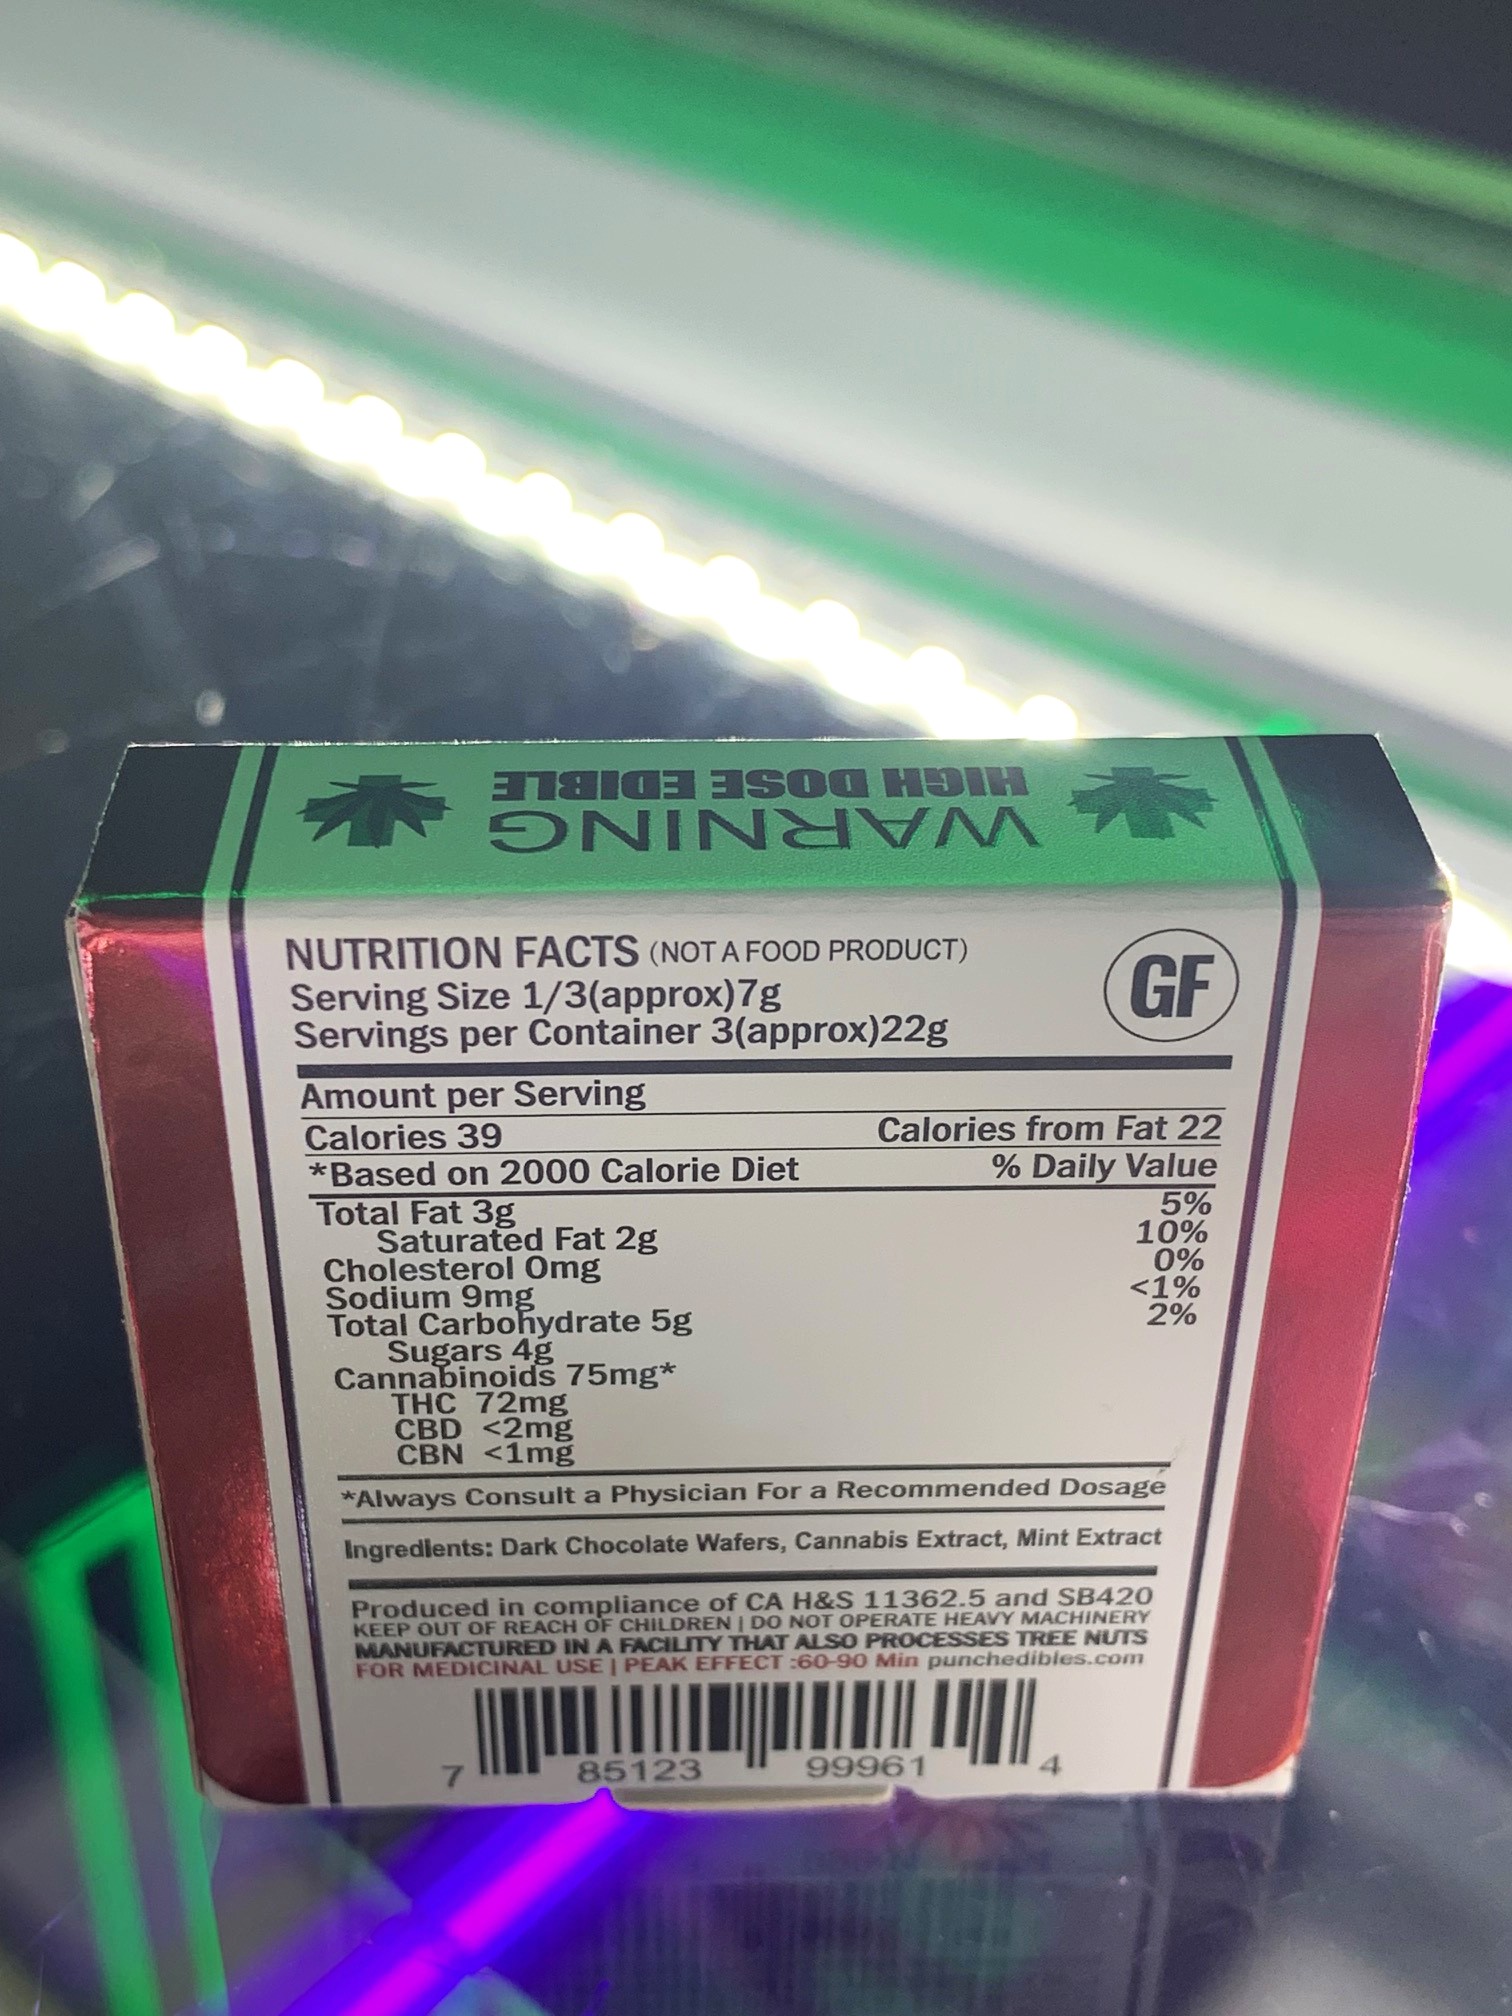 WARNING
HIGH DOSE EDIBLE
NUTRITION FACTS (NOT A FOOD PRODUCT)
GF
Serving Size 1/3(approx)7g
Servings per Container 3(approx)22g
Amount per Serving
Calories 39 Calories from Fat 22
*Based on 2000 Calorie Diet % Daily Value
Total Fat 3g 5%
Saturated Fat 2g 10%
Cholesterol 0mg 0%
Sodium 9mg <1%
Total Carbohydrate 5g 2%
Sugars 4g
Cannabinoids 75mg*
THC 72mg
CBD <2mg
CBN <1mg
*Always Consult a Physician For a Recommended Dosage
Ingredients: Dark Chocolate Wafers, Cannabis Extract, Mint Extract
Produced in compliance of CA H&S 11362.5 and SB420
KEEP OUT OF REACH OF CHILDREN | DO NOT OPERATE HEAVY MACHINERY
MANUFACTURED IN A FACILITY THAT ALSO PROCESSES TREE NUTS
FOR MEDICINAL USE | PEAK EFFECT :60-90 Min punchedibles.com
7 85123 99961 4